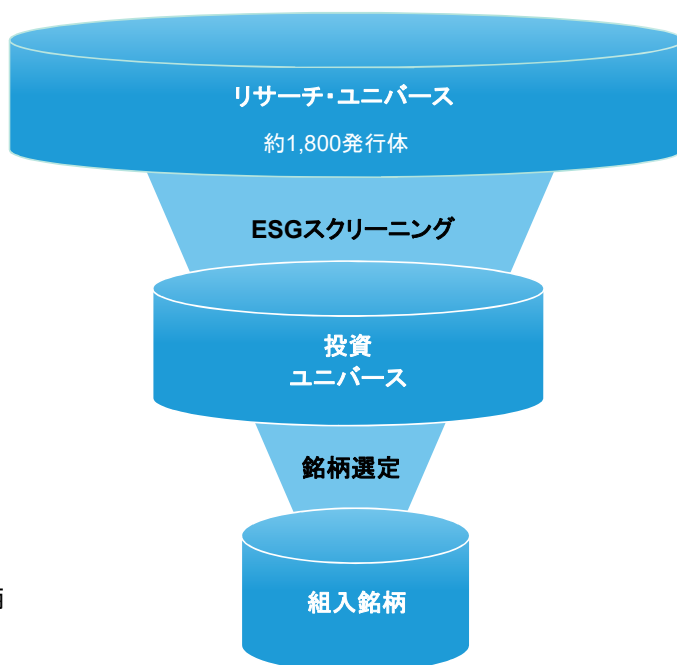 リサーチ・ユニバース
約1,800発行体
ESGスクリーニング
投資
ユニバース
銘柄選定
組入銘柄